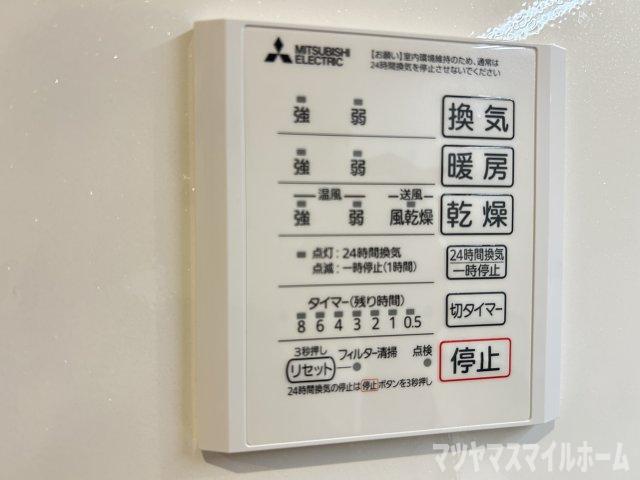 MITSUBISHI
ELECTRIC
【お願い】室内環境維持のため、通常は
24時間換気を停止させないでください
強 弱 換気
強 弱 暖房
温風 送風
強 弱 風乾燥 乾燥
点灯:24時間換気
点滅:一時停止(1時間)
24時間換気
一時停止
タイマー(残り時間)
8 6 4 3 2 1 0.5
切タイマー
3秒押し
リセット フィルター清掃 点検
停止
24時間換気の停止は停止ボタンを3秒押し
マツヤマスマイルホーム